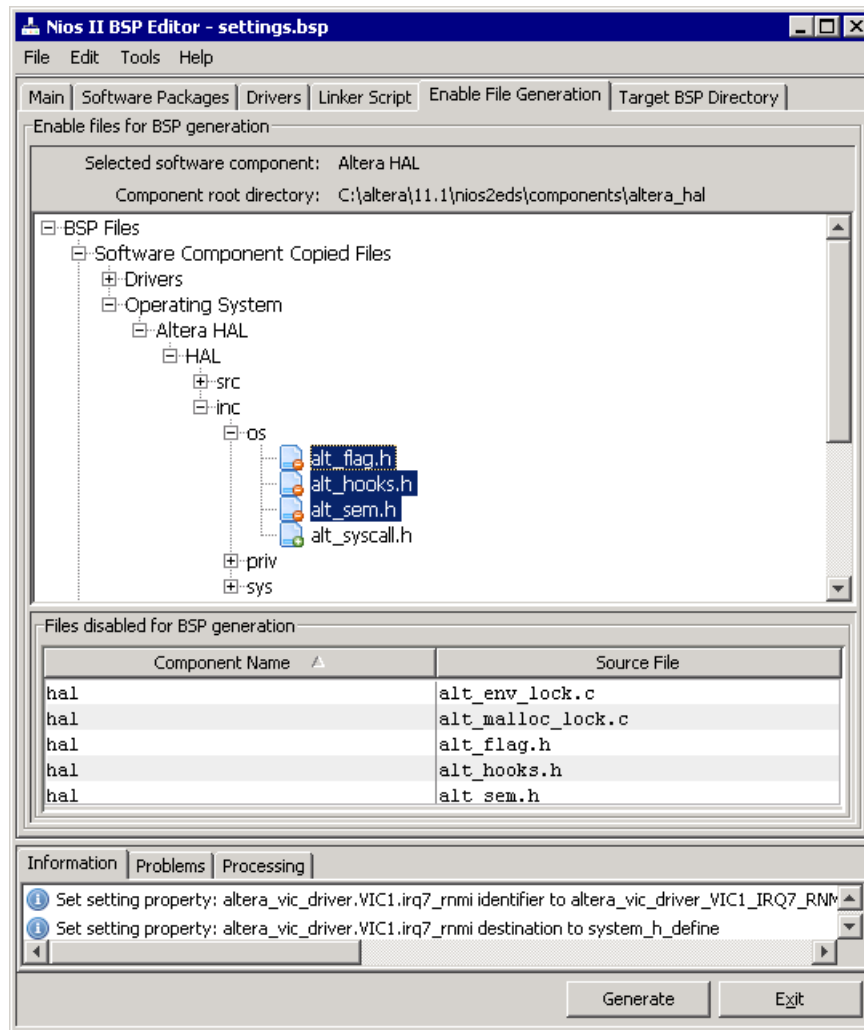 Nios II BSP Editor - settings.bsp
File Edit Tools Help
Main Software Packages Drivers Linker Script Enable File Generation Target BSP Directory
Enable files for BSP generation
Selected software component: Altera HAL
Component root directory: C:\altera\11.1\nios2eds\components\altera_hal
BSP Files
Software Component Copied Files
Drivers
Operating System
Altera HAL
HAL
src
inc
os
alt_flag.h
alt_hooks.h
alt_sem.h
alt_syscall.h
priv
sys
Files disabled for BSP generation
Component Name Source File
hal alt_env_lock.c
hal alt_malloc_lock.c
hal alt_flag.h
hal alt_hooks.h
hal alt_sem.h
Information Problems Processing
Set setting property: altera_vic_driver.VIC1.irq7_rnmi identifier to altera_vic_driver_VIC1_IRQ7_RNM
Set setting property: altera_vic_driver.VIC1.irq7_rnmi destination to system_h_define
Generate Exit